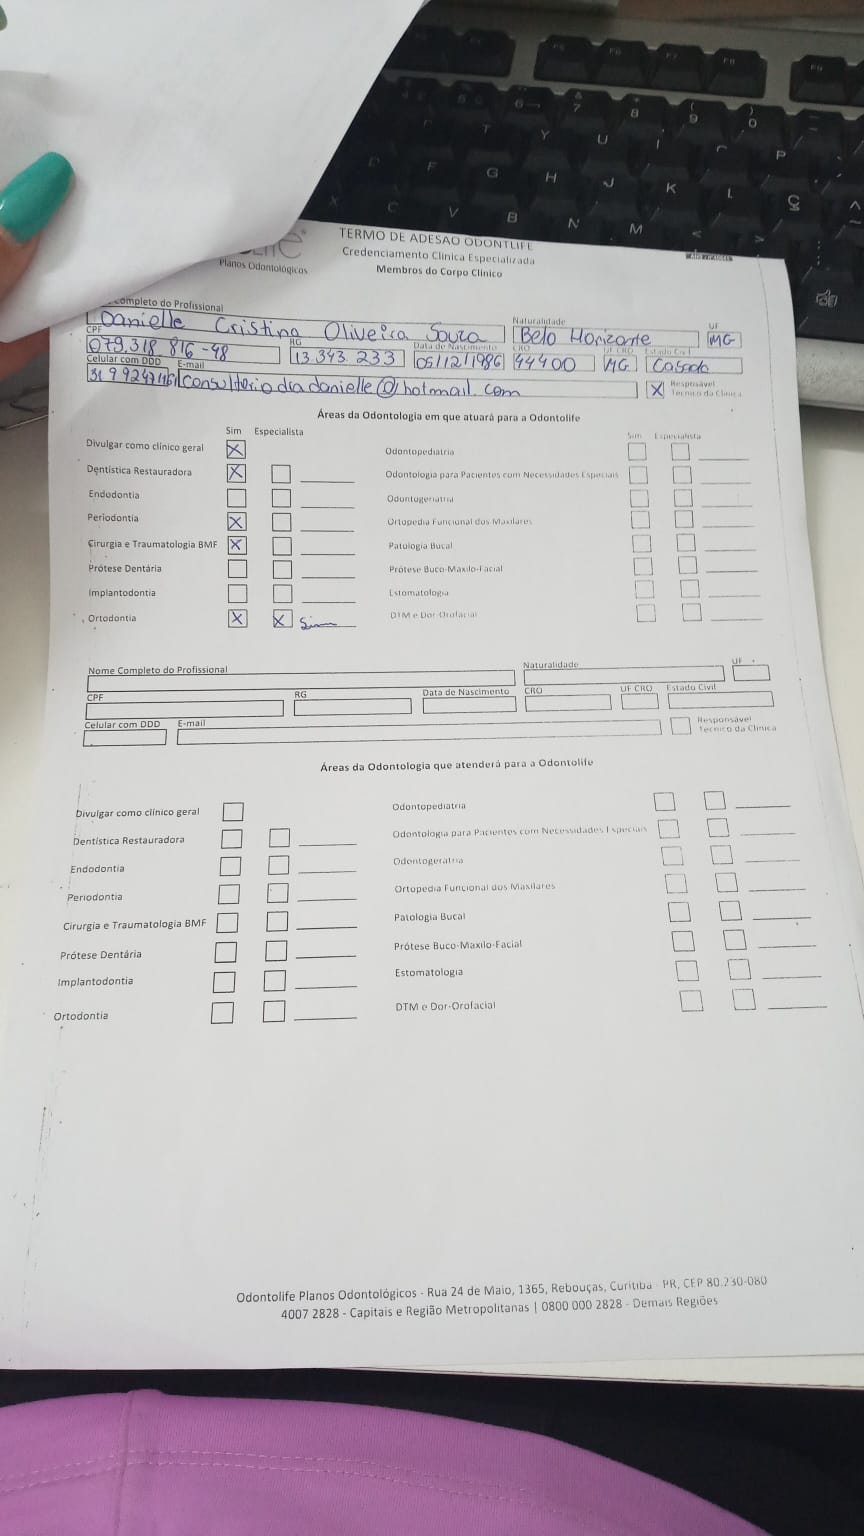 TERMO DE ADESÃO ODONTLIFE
Credenciamento Clinica Especializada
Planos Odontológicos
Membros do Corpo Clinico
Completo do Profissional Naturalidade UF
Danielle Cristina Oliveira Souza Belo Horizonte MG
CPF RG Data de Nascimento CRO UF CRO Estado Civil
079.318 816-48 13.343.233 05/12/1986 44400 MG Casada
Celular com DDD E-mail Resposável
consultoriodradanielle@hotmail.com X Técnico da Clínica
Áreas da Odontologia em que atuará para a Odontolife
Sim Especialista Sim Especialista
Divulgar como clínico geral X Odontopediatria
Dentística Restauradora X Odontologia para Pacientes com Necessidades Especiais
Endodontia Odontogeriatria
Periodontia X Ortopedia Funcional dos Maxilares
Cirurgia e Traumatologia BMF X Patologia Bucal
Prótese Dentária Prótese Buco-Maxilo-Facial
Implantodontia Estomatologia
Ortodontia X X Sim DTM e Dor-Orofacial
Nome Completo do Profissional Naturalidade UF
CPF RG Data de Nascimento CRO UF CRO Estado Civil
Celular com DDD E-mail Responsável
Tecnico da Clinica
Áreas da Odontologia que atenderá para a Odontolife
Divulgar como clínico geral Odontopediatria
Dentística Restauradora Odontologia para Pacientes com Necessidades Especiais
Endodontia Odontogeratria
Periodontia Ortopedia Funcional dos Maxilares
Cirurgia e Traumatologia BMF Patologia Bucal
Prótese Dentária Prótese Buco-Maxilo-Facial
Implantodontia Estomatologia
Ortodontia DTM e Dor-Orofacial
Odontolife Planos Odontológicos - Rua 24 de Maio, 1365, Rebouças, Curitiba - PR, CEP 80.230-080
4007 2828 - Capitais e Região Metropolitanas | 0800 000 2828 - Demais Regiões